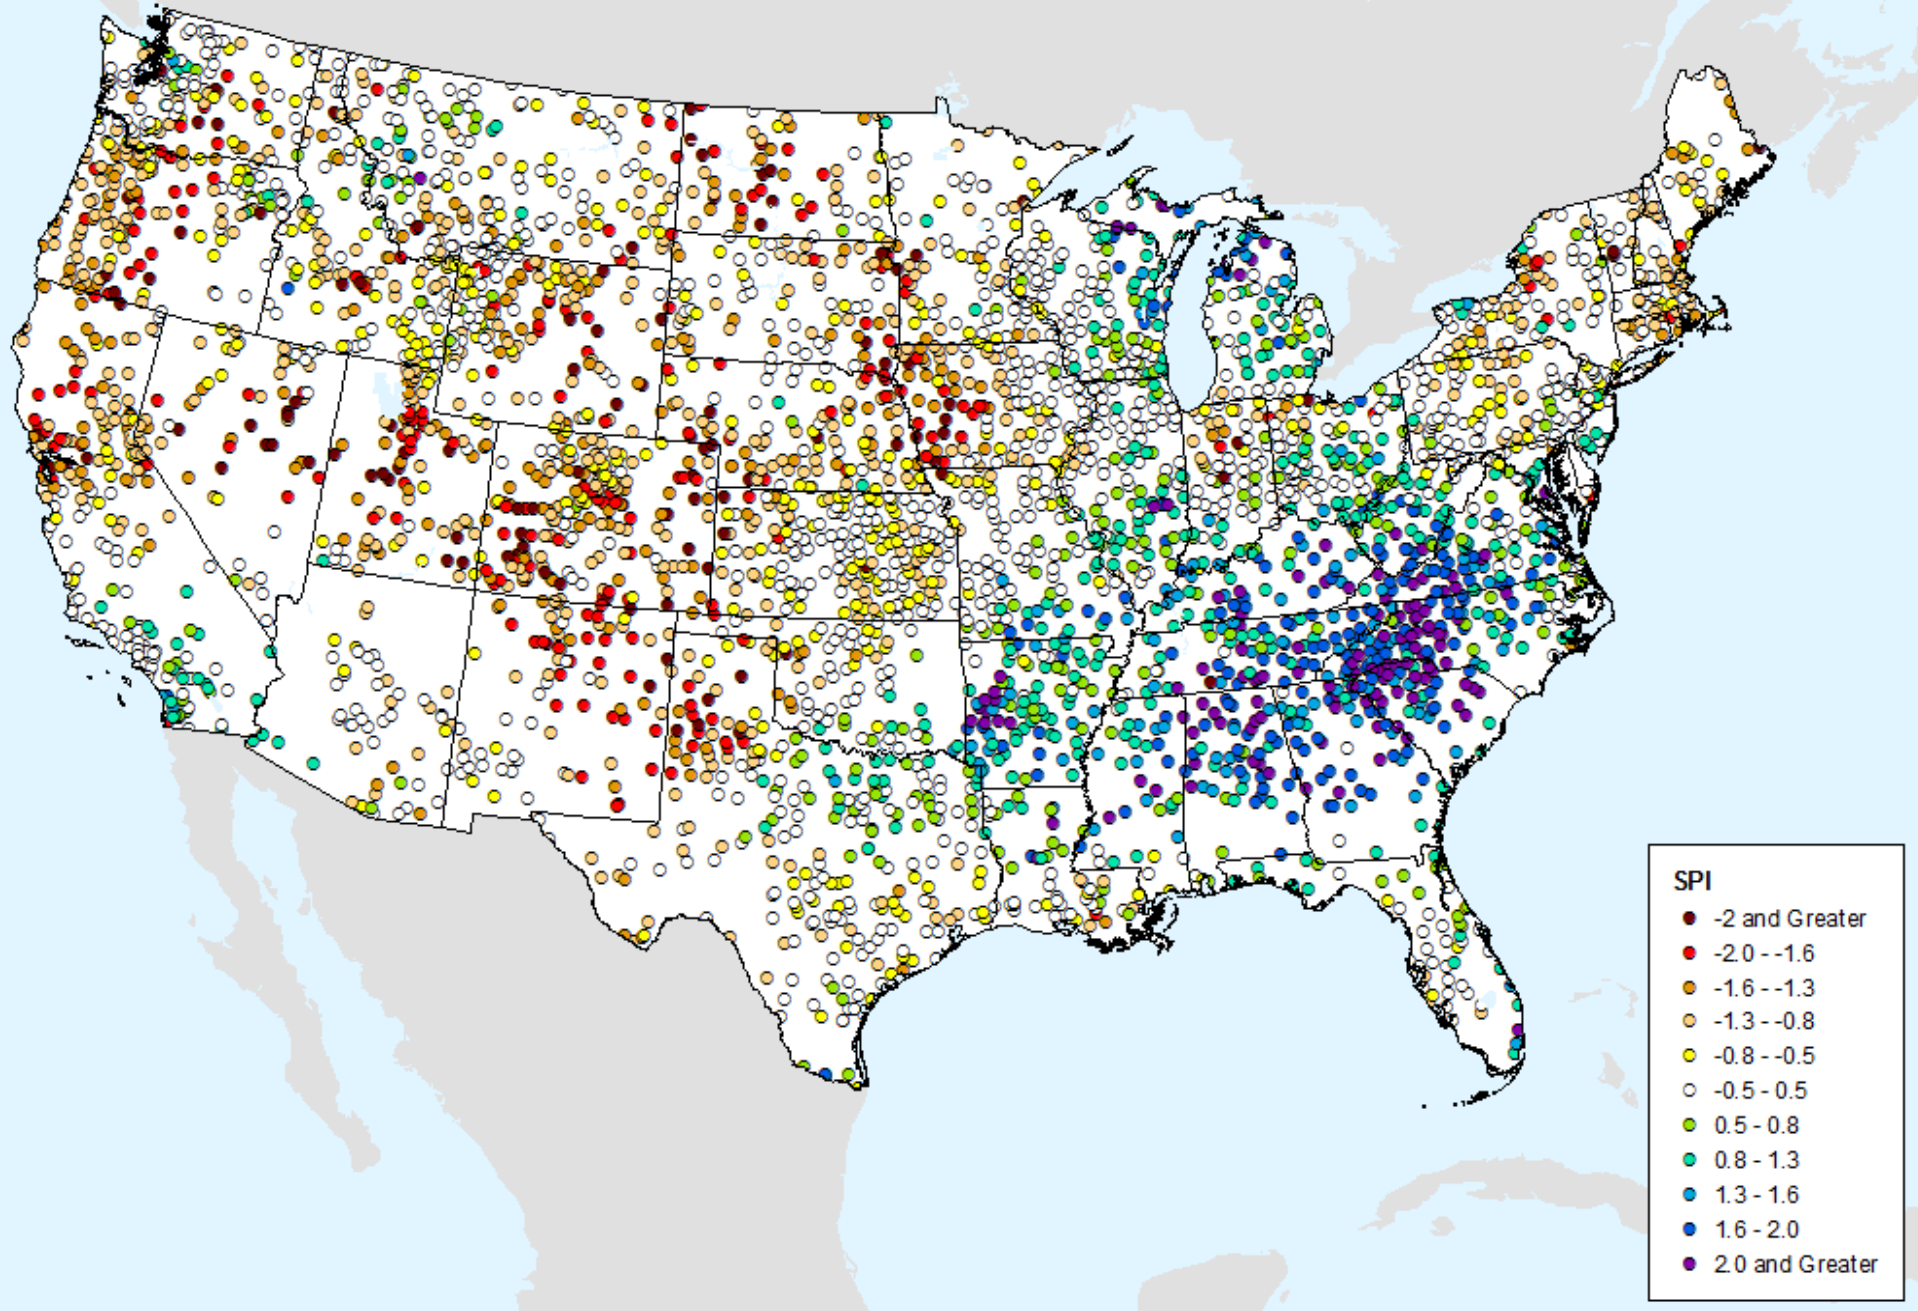 SPI
-2 and Greater
-2.0 - -1.6
-1.6 - -1.3
-1.3 - -0.8
-0.8 - -0.5
-0.5 - 0.5
0.5 - 0.8
0.8 - 1.3
1.3 - 1.6
1.6 - 2.0
2.0 and Greater